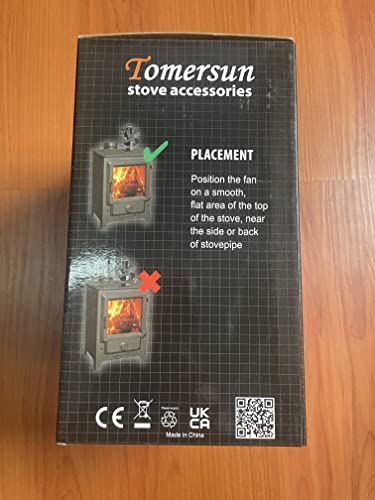 Tomersun
stove accessories
PLACEMENT
Position the fan
on a smooth,
flat area of the top
of the stove, near
the side or back
of stovepipe
CE
UK
CA
Made in China